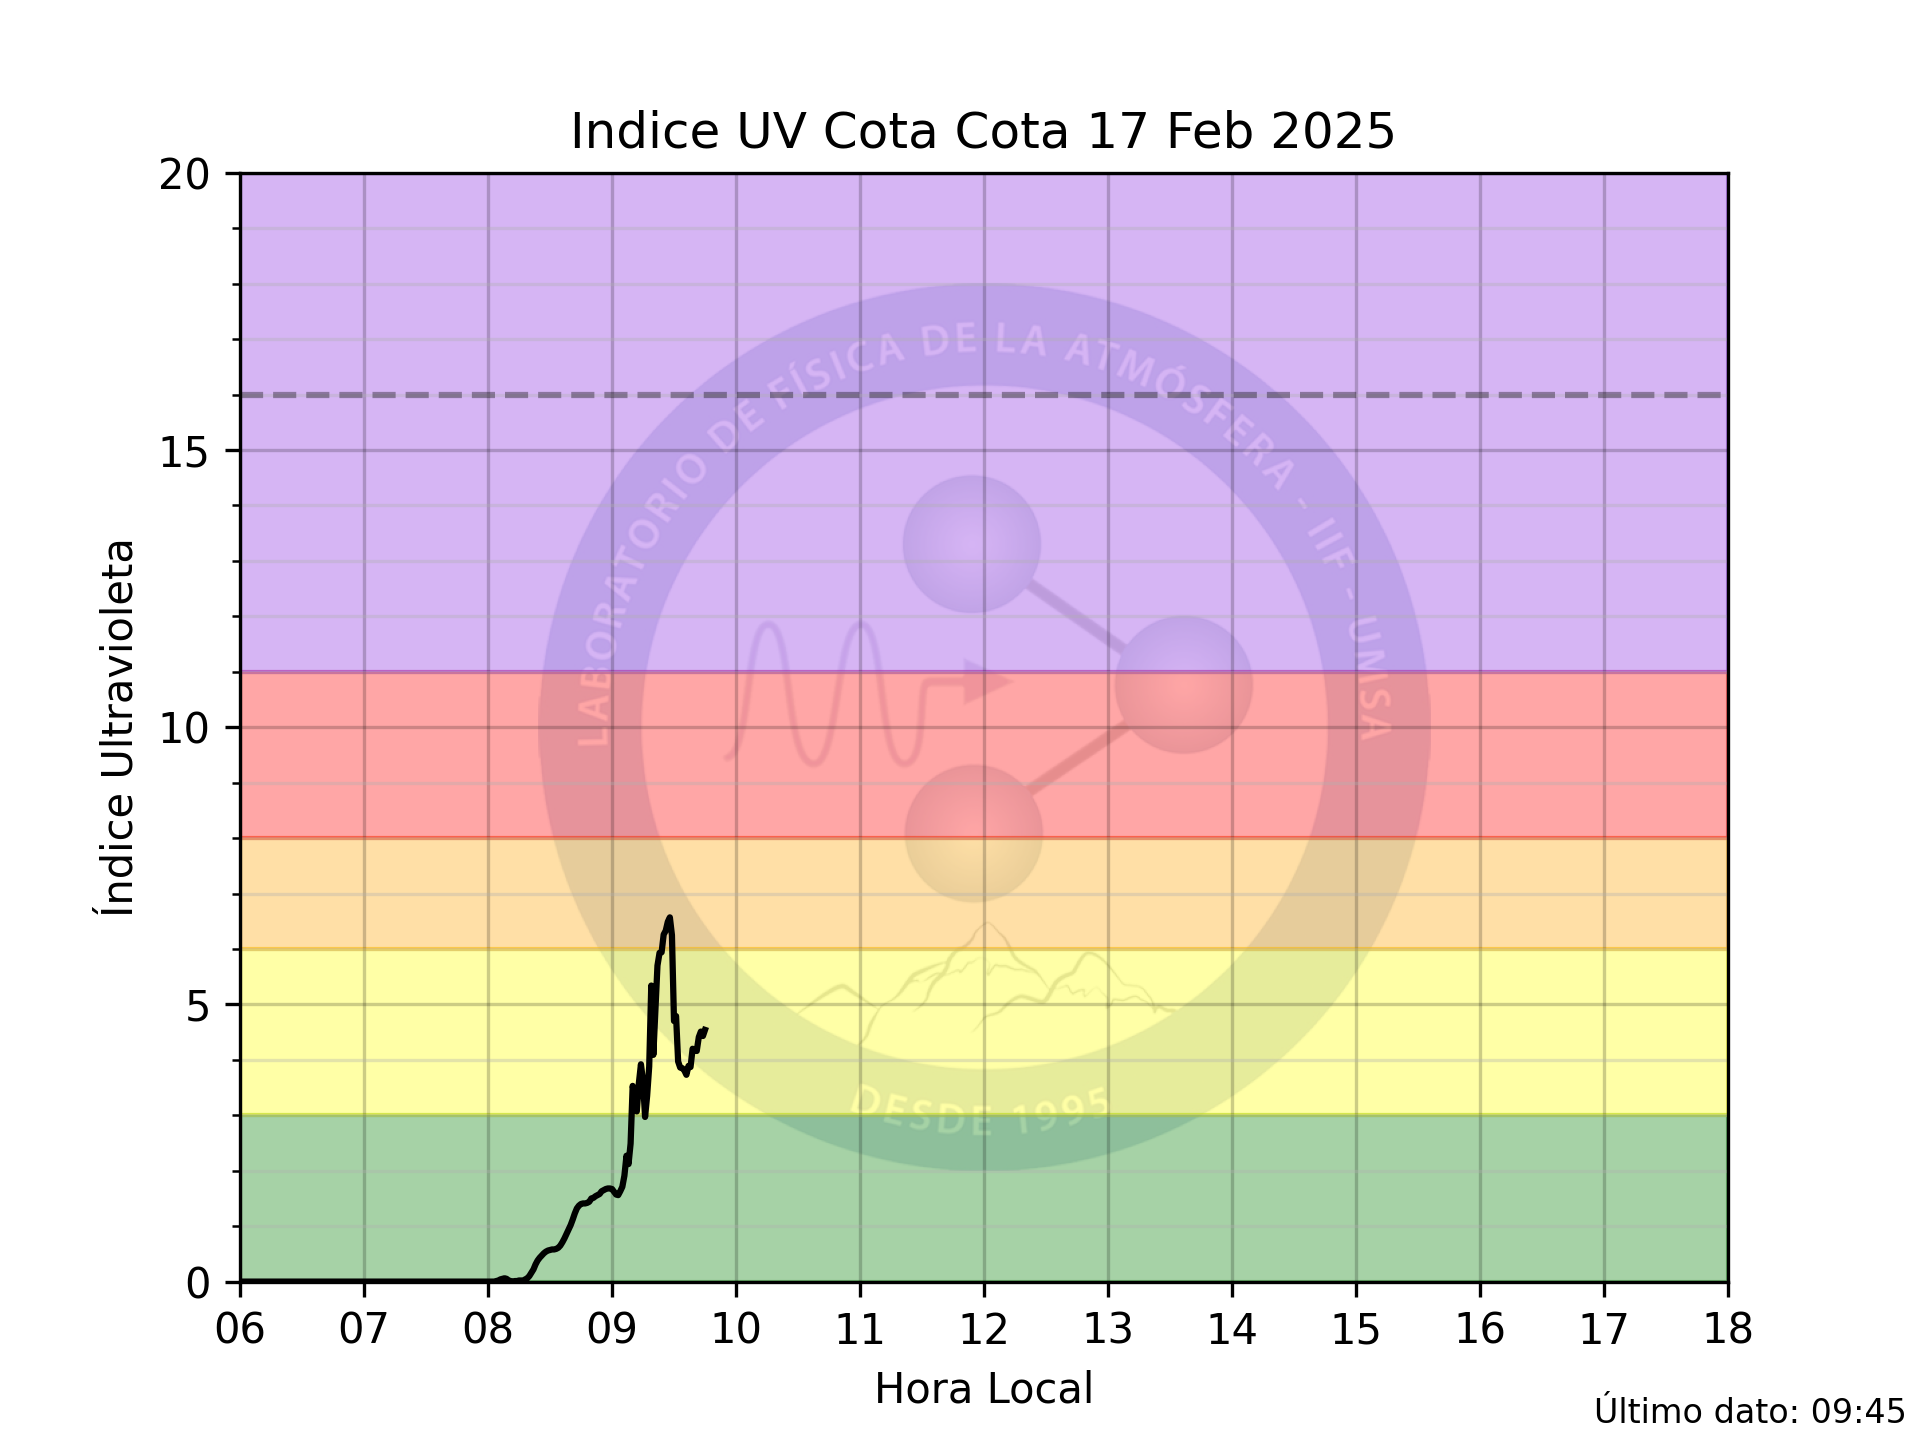 Indice UV Cota Cota 17 Feb 2025
20
15
10
5
0
Índice Ultravioleta
LABORATORIO DE FÍSICA DE LA ATMÓSFERA - IIF - UMSA
DESDE 1995
06 07 08 09 10 11 12 13 14 15 16 17 18
Hora Local
Último dato: 09:45